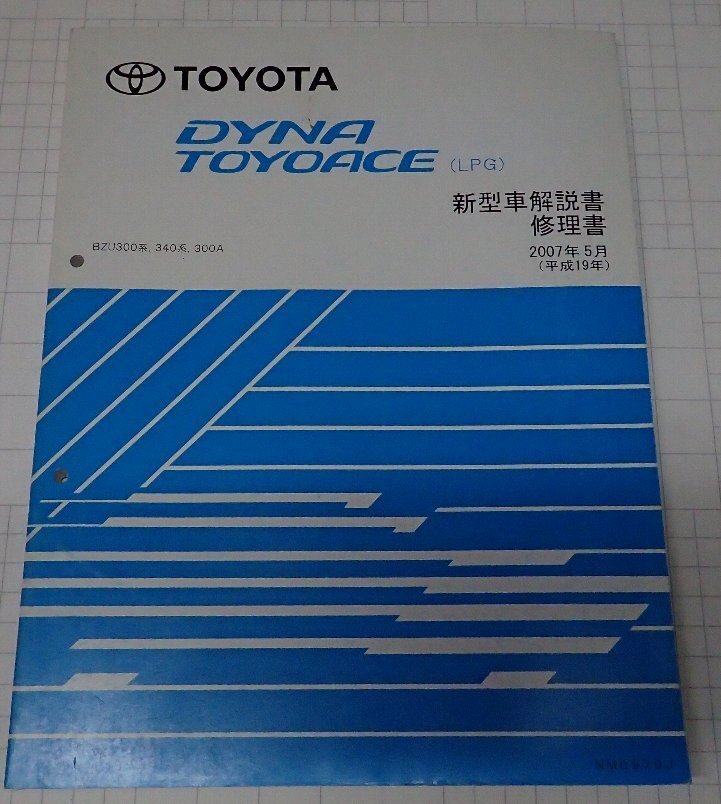 TOYOTA
DYNA
TOYOACE (LPG)
新型車解説書
修理書
BZU300系, 340系, 300A
2007年5月
(平成19年)